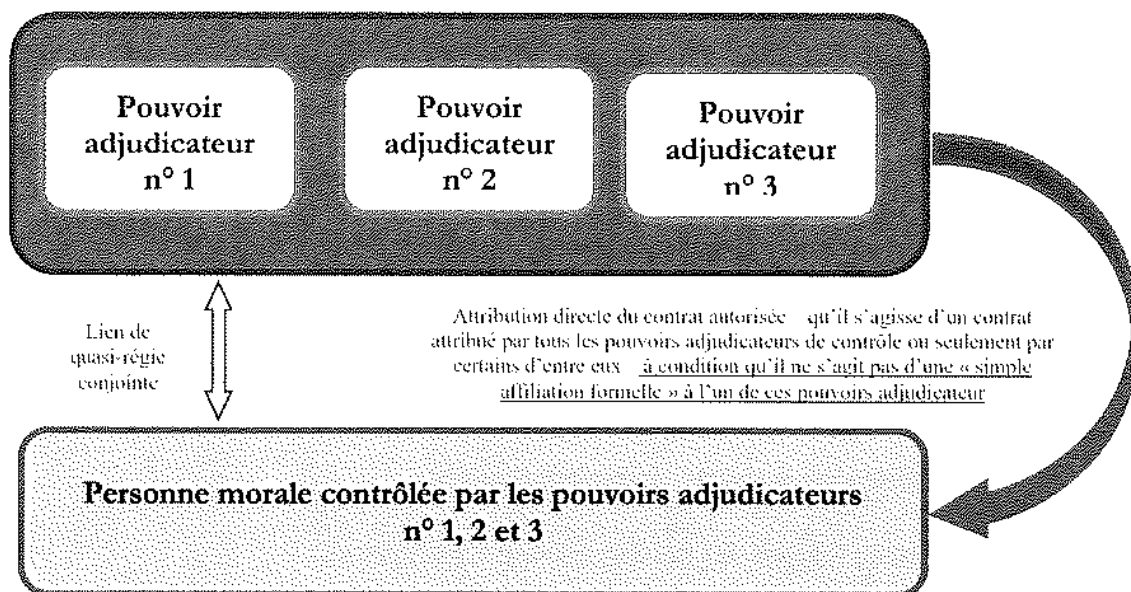 Pouvoir
adjudicateur
n° 1
Pouvoir
adjudicateur
n° 2
Pouvoir
adjudicateur
n° 3
Lien de
quasi-régie
conjointe
Attribution directe du contrat autorisée qu'il s'agisse d'un contrat
attribué par tous les pouvoirs adjudicateurs de contrôle ou seulement par
certains d'entre eux à condition qu'il ne s'agit pas d'une « simple
affiliation formelle » à l'un de ces pouvoirs adjudicateur
Personne morale contrôlée par les pouvoirs adjudicateurs
n° 1, 2 et 3